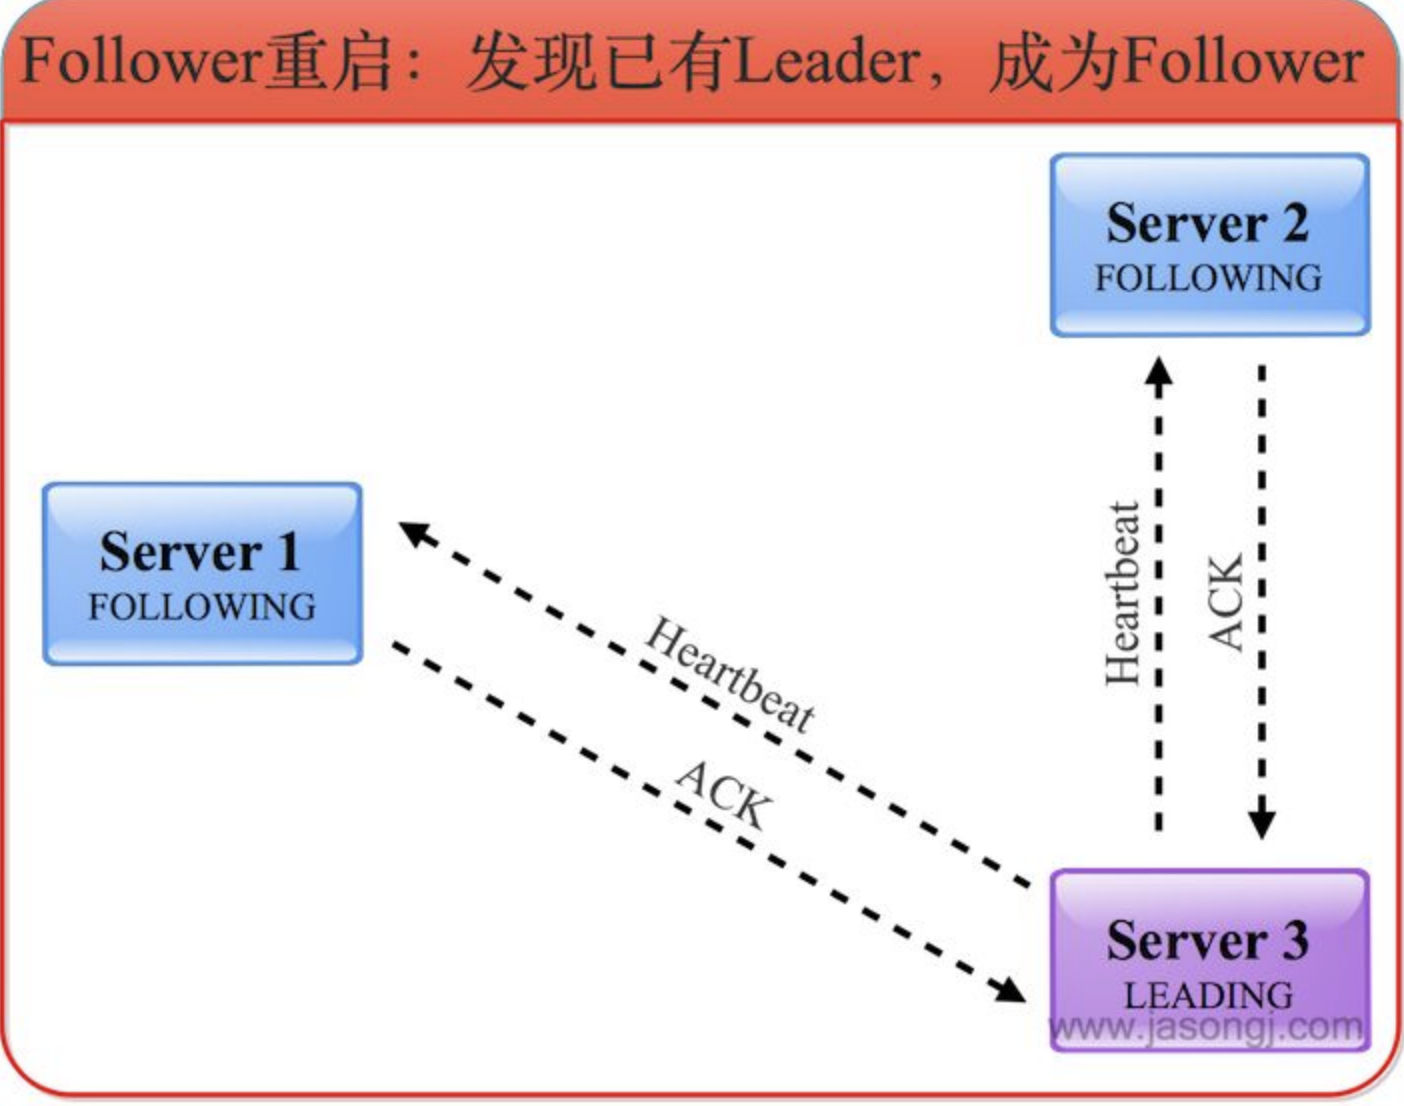 Follower重启：发现已有Leader，成为Follower
Server 2
FOLLOWING
Server 1
FOLLOWING
Heartbeat
ACK
Heartbeat
ACK
Server 3
LEADING
www.jasongj.com